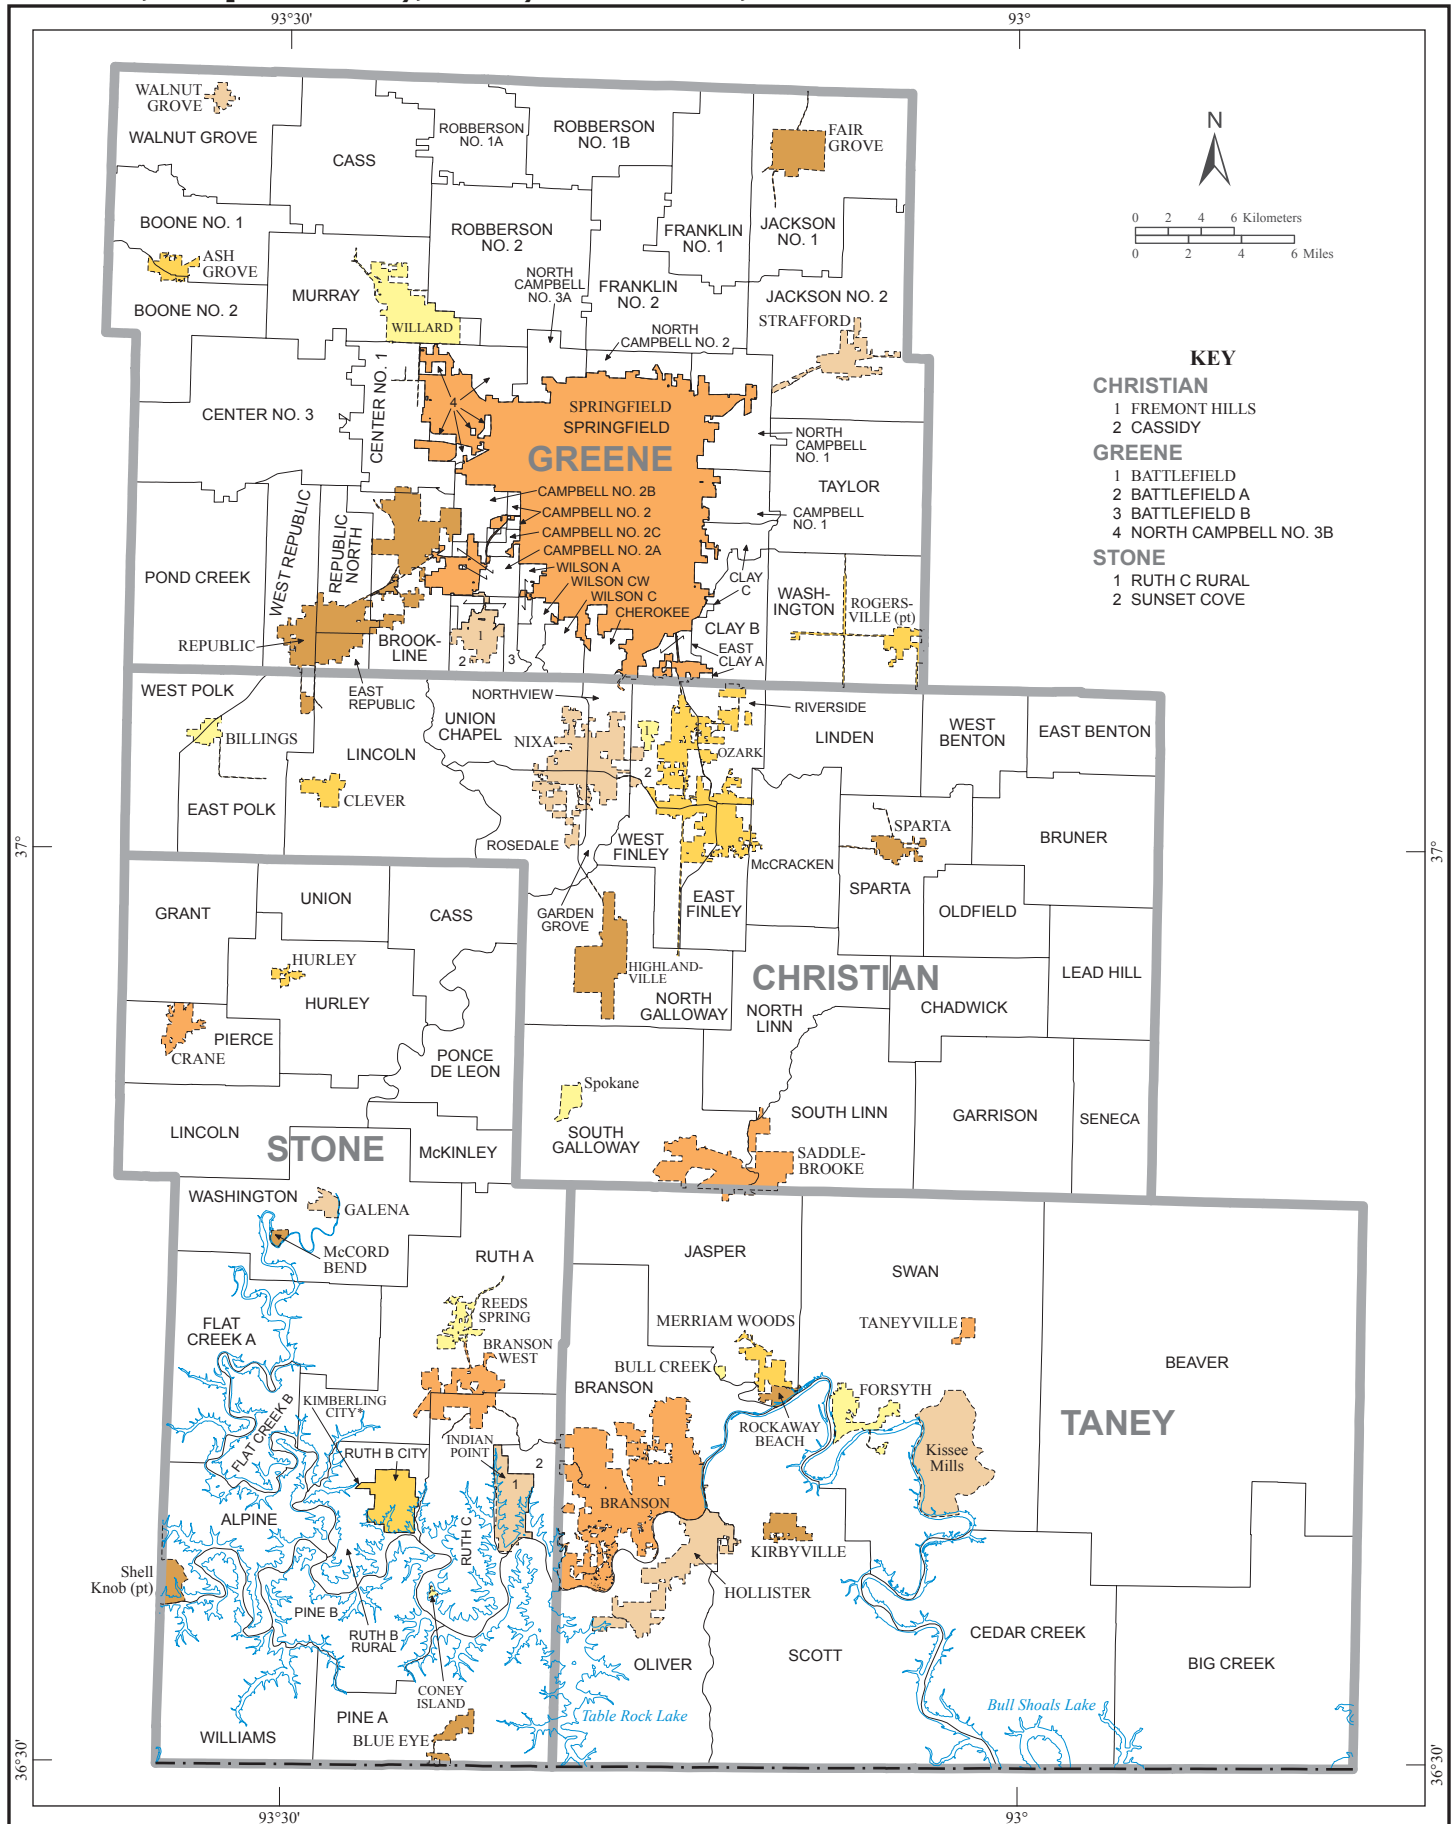 93°30'
93°
WALNUT
GROVE
WALNUT GROVE
CASS
ROBBERSON
NO. 1A
ROBBERSON
NO. 1B
FAIR
GROVE
N
0 2 4 6 Kilometers
0 2 4 6 Miles
BOONE NO. 1
ROBBERSON
NO. 2
FRANKLIN
NO. 1
JACKSON
NO. 1
ASH
GROVE
BOONE NO. 2
MURRAY
WILLARD
NORTH
CAMPBELL
NO. 3A
FRANKLIN
NO. 2
JACKSON NO. 2
STRAFFORD
NORTH
CAMPBELL NO. 2
KEY
CHRISTIAN
1 FREMONT HILLS
2 CASSIDY
GREENE
1 BATTLEFIELD
2 BATTLEFIELD A
3 BATTLEFIELD B
4 NORTH CAMPBELL NO. 3B
STONE
1 RUTH C RURAL
2 SUNSET COVE
CENTER NO. 3
CENTER NO. 1
4
SPRINGFIELD
SPRINGFIELD
GREENE
NORTH
CAMPBELL
NO. 1
TAYLOR
CAMPBELL
NO. 1
CAMPBELL NO. 2B
CAMPBELL NO. 2
CAMPBELL NO. 2C
CAMPBELL NO. 2A
WILSON A
WILSON CW
WILSON C
CHEROKEE
POND CREEK
WEST REPUBLIC
REPUBLIC
NORTH
CLAY
C
WASH-
INGTON
ROGERS-
VILLE (pt)
CLAY B
EAST
CLAY A
REPUBLIC
BROOK-
LINE
1
2
3
EAST
REPUBLIC
WEST POLK
BILLINGS
LINCOLN
CLEVER
EAST POLK
UNION
CHAPEL
NORTHVIEW
NIXA
1
2
RIVERSIDE
OZARK
LINDEN
WEST
BENTON
EAST BENTON
ROSEDALE
WEST
FINLEY
McCRACKEN
SPARTA
SPARTA
BRUNER
37°
37°
GRANT
UNION
CASS
GARDEN
GROVE
EAST
FINLEY
OLDFIELD
HURLEY
HURLEY
HIGHLAND-
VILLE
CHRISTIAN
LEAD HILL
NORTH
GALLOWAY
NORTH
LINN
CHADWICK
PIERCE
CRANE
PONCE
DE LEON
Spokane
SOUTH
GALLOWAY
SOUTH LINN
GARRISON
SENECA
LINCOLN
STONE
McKINLEY
SADDLE-
BROOKE
WASHINGTON
GALENA
McCORD
BEND
RUTH A
JASPER
SWAN
FLAT
CREEK A
REEDS
SPRING
BRANSON
WEST
MERRIAM WOODS
TANEYVILLE
BEAVER
BULL CREEK
BRANSON
FORSYTH
KIMBERLING
CITY*
FLAT CREEK B
ROCKAWAY
BEACH
TANEY
INDIAN
POINT
RUTH B CITY
2
1
Kissee
Mills
BRANSON
ALPINE
RUTH C
KIRBYVILLE
Shell
Knob (pt)
HOLLISTER
PINE B
RUTH B
RURAL
CEDAR CREEK
OLIVER
SCOTT
BIG CREEK
CONEY
ISLAND
Table Rock Lake
Bull Shoals Lake
PINE A
WILLIAMS
BLUE EYE
36°30'
36°30'
93°30'
93°